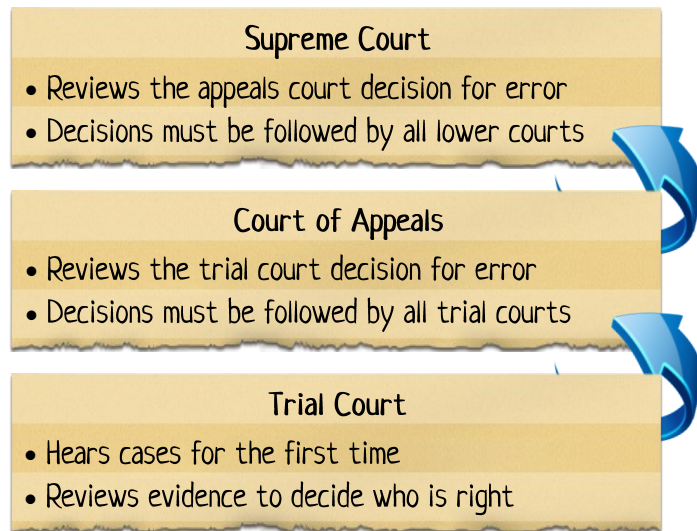 Supreme Court
• Reviews the appeals court decision for error
• Decisions must be followed by all lower courts
Court of Appeals
• Reviews the trial court decision for error
• Decisions must be followed by all trial courts
Trial Court
• Hears cases for the first time
• Reviews evidence to decide who is right